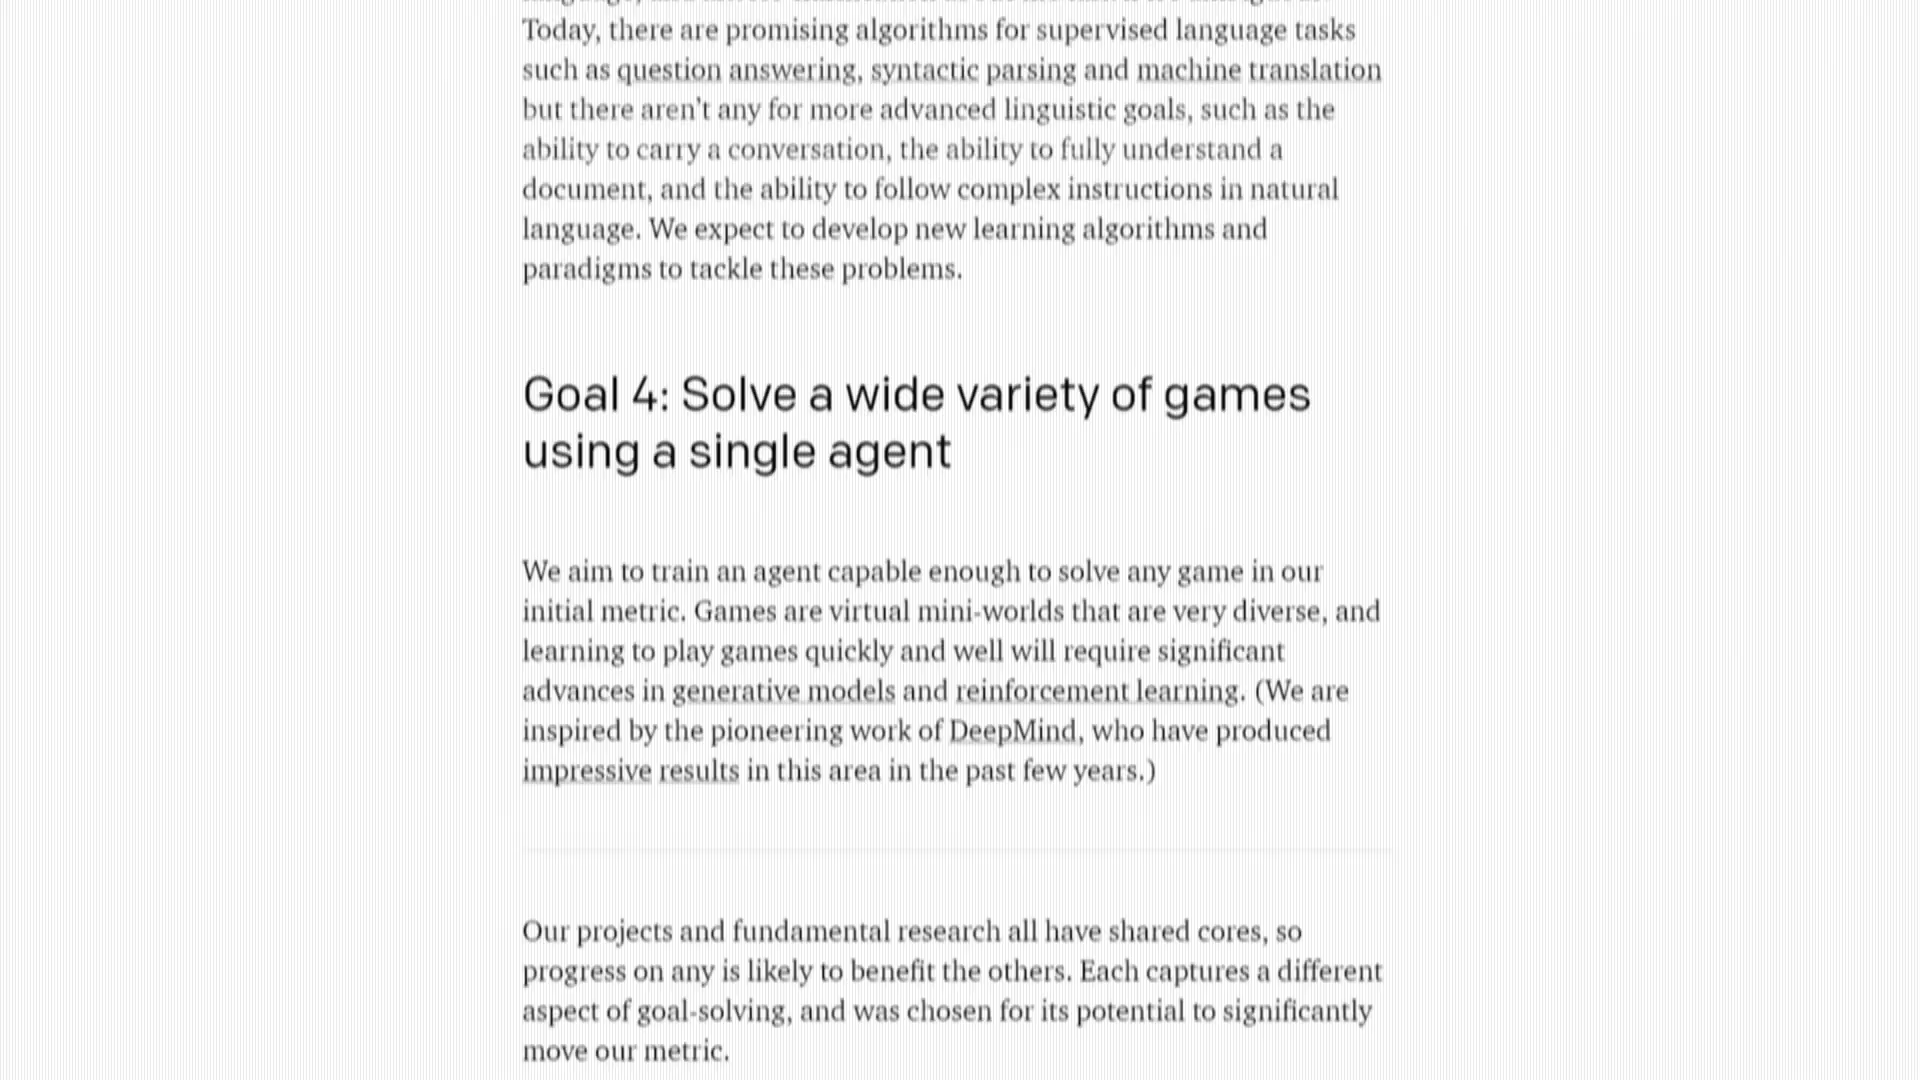 Today, there are promising algorithms for supervised language tasks
such as question answering, syntactic parsing and machine translation
but there aren't any for more advanced linguistic goals, such as the
ability to carry a conversation, the ability to fully understand a
document, and the ability to follow complex instructions in natural
language. We expect to develop new learning algorithms and
paradigms to tackle these problems.
Goal 4: Solve a wide variety of games
using a single agent
We aim to train an agent capable enough to solve any game in our
initial metric. Games are virtual mini-worlds that are very diverse, and
learning to play games quickly and well will require significant
advances in generative models and reinforcement learning. (We are
inspired by the pioneering work of DeepMind, who have produced
impressive results in this area in the past few years.)
Our projects and fundamental research all have shared cores, so
progress on any is likely to benefit the others. Each captures a different
aspect of goal-solving, and was chosen for its potential to significantly
move our metric.